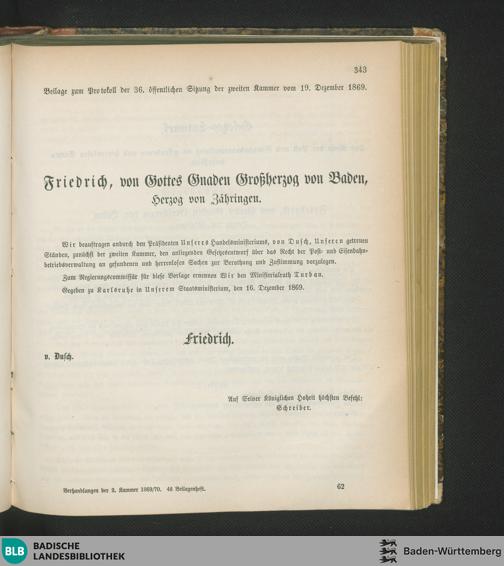 343
Beilage zum Protokoll der 36. öffentlichen Sitzung der zweiten Kammer vom 19. Dezember 1869.
Friedrich, von Gottes Gnaden Großherzog von Baden,
Herzog von Zähringen.
Wir beauftragen andurch den Präsidenten Unseres Handelsministeriums, von Dusch, Unseren getreuen
Ständen, zunächst der zweiten Kammer, den anliegenden Gesetzentwurf über das Recht der Post- und Eisenbahn-
betriebsverwaltung an gefundenen und herrenlosen Sachen zur Berathung und Zustimmung vorzulegen.
Zum Regierungscommissär für diese Vorlage ernennen Wir den Ministerialrath Turban.
Gegeben zu Karlsruhe in Unserem Staatsministerium, den 16. Dezember 1869.
Friedrich.
v. Dusch.
Auf Seiner Königlichen Hoheit höchsten Befehl:
Schreiber.
Verhandlungen der 2. Kammer 1869/70. 4s Beilagenheft.
62
BLB BADISCHE
LANDESBIBLIOTHEK
Baden-Württemberg